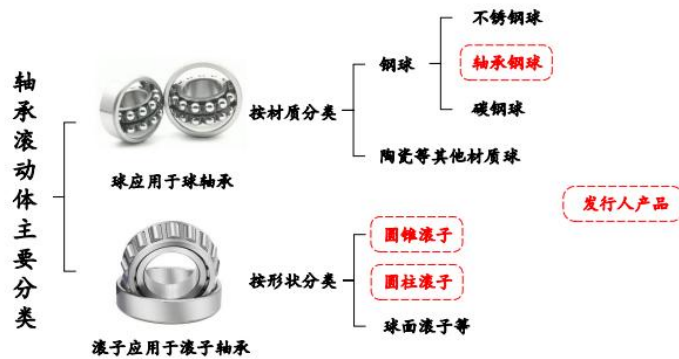 轴承滚动体主要分类
球应用于球轴承
按材质分类
钢球
不锈钢球
轴承钢球
碳钢球
陶瓷等其他材质球
滚子应用于滚子轴承
按形状分类
圆锥滚子
圆柱滚子
球面滚子等
发行人产品